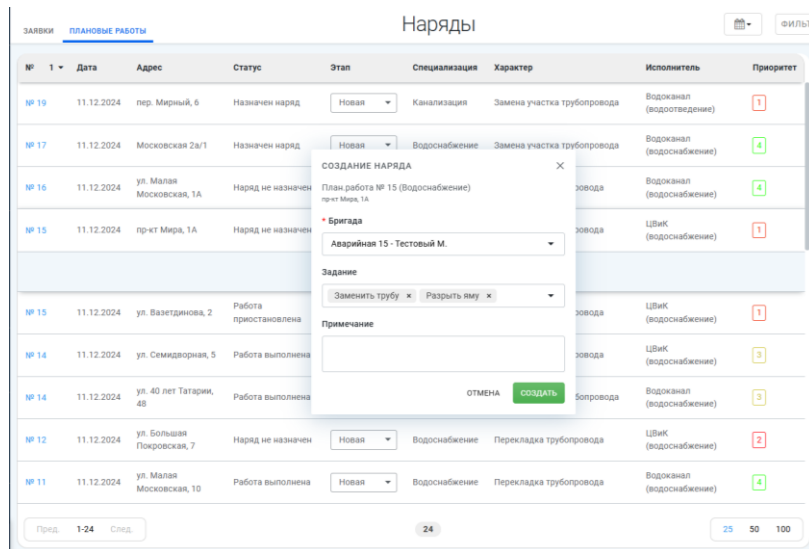 ЗАЯВКИ ПЛАНОВЫЕ РАБОТЫ Наряды ФИЛЬТ
№ 1 Дата Адрес Статус Этап Специализация Характер Исполнитель Приоритет
№ 19 11.12.2024 пер. Мирный, 6 Назначен наряд Новая Канализация Замена участка трубопровода Водоканал (водоотведение) 1
№ 17 11.12.2024 Московская 2а/1 Назначен наряд Новая Водоснабжение Замена участка трубопровода Водоканал (водоснабжение) 4
№ 16 11.12.2024 ул. Малая Московская, 1А Наряд не назначен Водоканал (водоснабжение) 4
№ 15 11.12.2024 пр-кт Мира, 1А Наряд не назначен ЦВиК (водоснабжение) 1
СОЗДАНИЕ НАРЯДА
План.работа № 15 (Водоснабжение)
пр-кт Мира, 1А
* Бригада
Аварийная 15 - Тестовый М.
Задание
Заменить трубу × Разрыть яму ×
Примечание
ОТМЕНА СОЗДАТЬ
№ 15 11.12.2024 ул. Вазетдинова, 2 Работа приостановлена ЦВиК (водоснабжение) 1
№ 14 11.12.2024 ул. Семидворная, 5 Работа выполнена ЦВиК (водоснабжение) 3
№ 14 11.12.2024 ул. 40 лет Татарии, 48 Работа выполнена Водоканал (водоснабжение) 3
№ 12 11.12.2024 ул. Большая Покровская, 7 Наряд не назначен Новая Водоснабжение Перекладка трубопровода ЦВиК (водоснабжение) 2
№ 11 11.12.2024 ул. Малая Московская, 10 Работа выполнена Новая Водоснабжение Перекладка трубопровода Водоканал (водоснабжение) 4
Пред. 1-24 След. 24 25 50 100